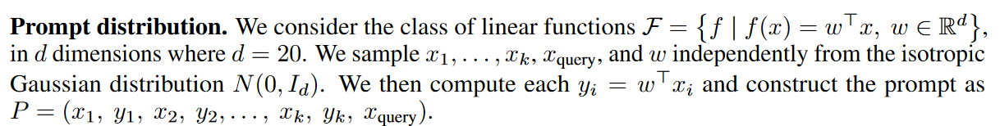 Prompt distribution. We consider the class of linear functions $\mathcal{F} = \{f \mid f(x) = w^\top x,\ w \in \mathbb{R}^d\}$,
in $d$ dimensions where $d = 20$. We sample $x_1, \ldots, x_k, x_{\text{query}}$, and $w$ independently from the isotropic
Gaussian distribution $N(0, I_d)$. We then compute each $y_i = w^\top x_i$ and construct the prompt as
$P = (x_1,\ y_1,\ x_2,\ y_2, \ldots,\ x_k,\ y_k,\ x_{\text{query}})$.